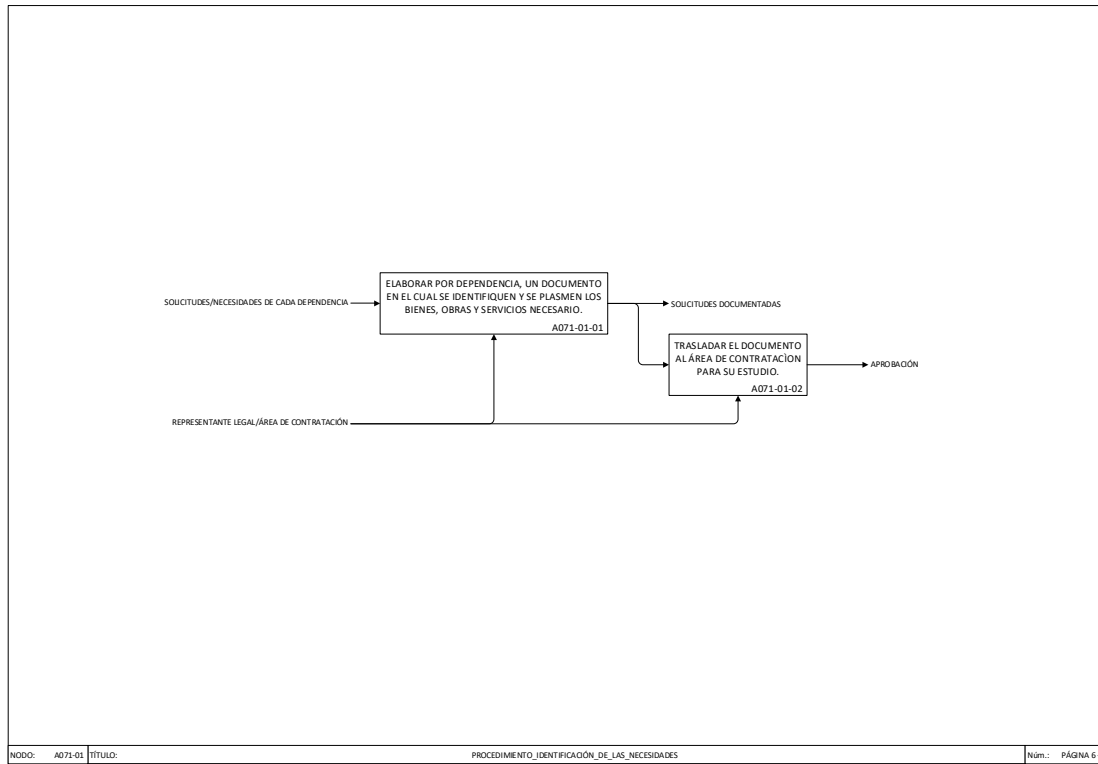 SOLICITUDES/NECESIDADES DE CADA DEPENDENCIA
ELABORAR POR DEPENDENCIA, UN DOCUMENTO
EN EL CUAL SE IDENTIFIQUEN Y SE PLASMEN LOS
BIENES, OBRAS Y SERVICIOS NECESARIO.
A071-01-01
SOLICITUDES DOCUMENTADAS
TRASLADAR EL DOCUMENTO
AL ÁREA DE CONTRATACÌON
PARA SU ESTUDIO.
A071-01-02
APROBACIÓN
REPRESENTANTE LEGAL/ÁREA DE CONTRATACIÓN
NODO: A071-01 TÍTULO: PROCEDIMIENTO_IDENTIFICACIÓN_DE_LAS_NECESIDADES Núm.: PÁGINA 6